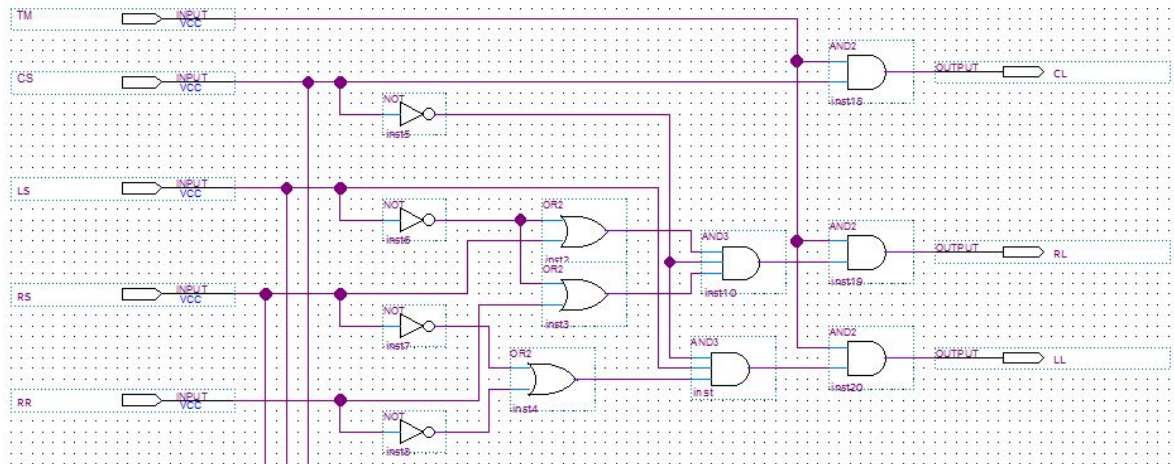 TM
INPUT
VCC
AND2
CS
INPUT
VCC
OUTPUT
CL
inst18
NOT
inst5
LS
INPUT
VCC
NOT
inst6
OR2
inst2
OR2
inst3
AND3
inst10
AND2
inst19
OUTPUT
RL
RS
INPUT
VCC
NOT
inst7
AND2
inst20
OUTPUT
LL
OR2
inst4
AND3
inst
RR
INPUT
VCC
NOT
inst8